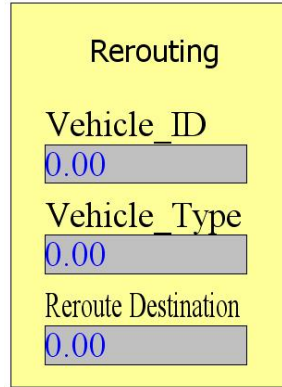 Rerouting
Vehicle_ID
0.00
Vehicle_Type
0.00
Reroute Destination
0.00